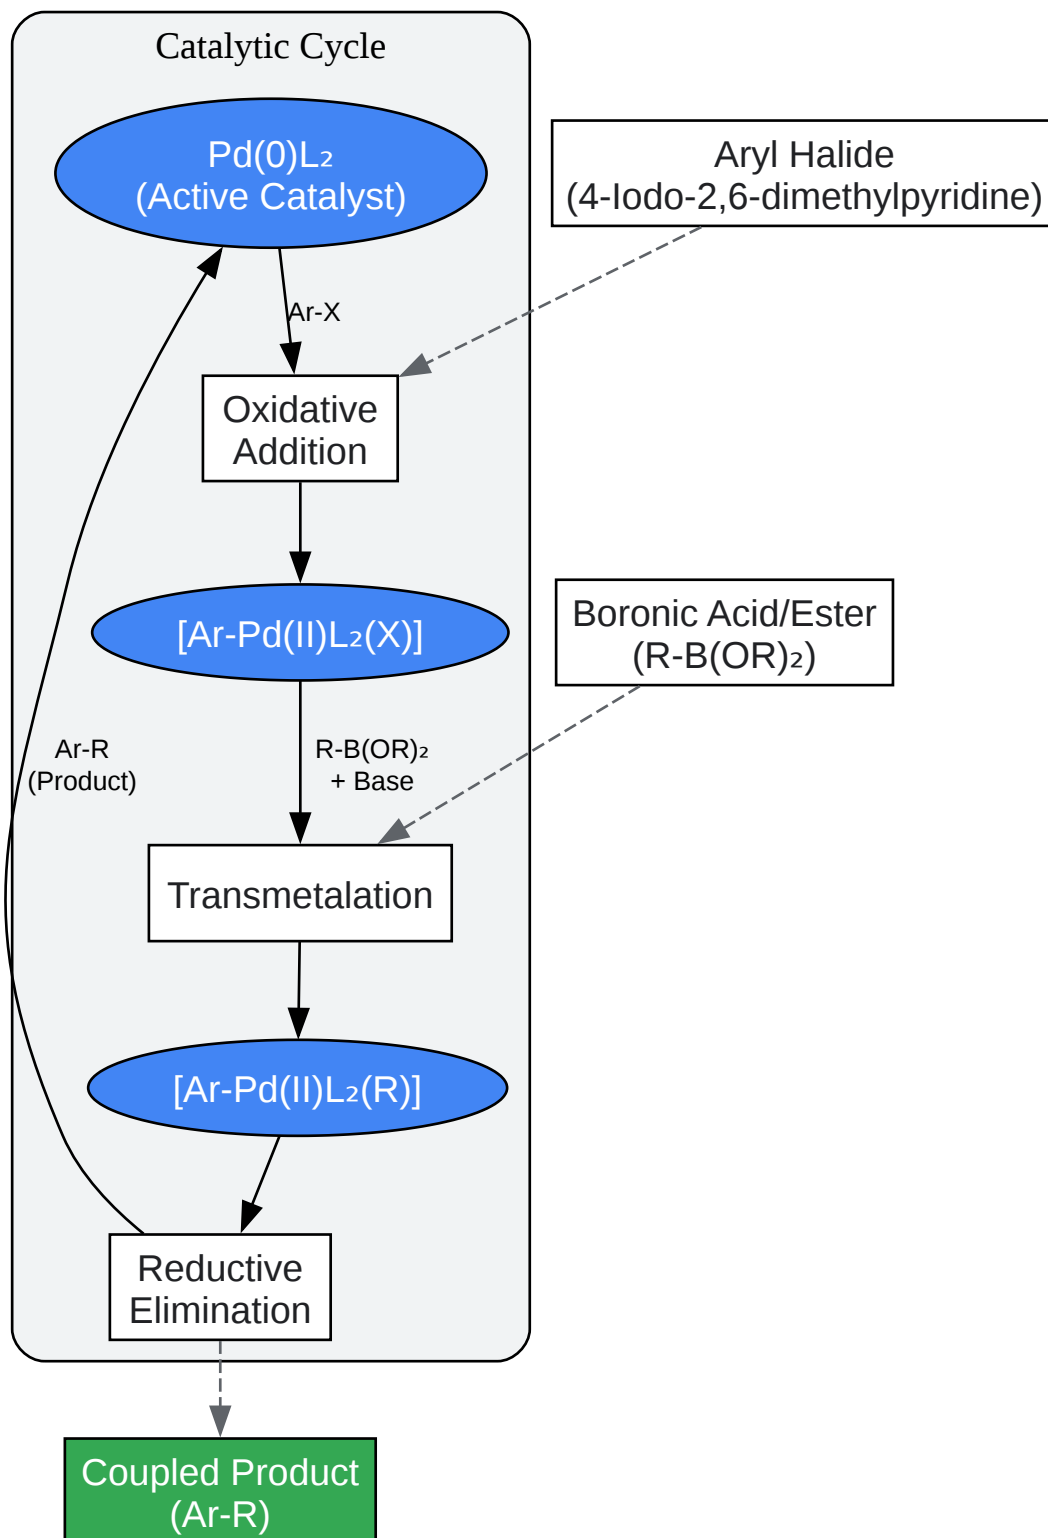 Catalytic Cycle
Pd(0)L₂
(Active Catalyst)
Aryl Halide
(4-Iodo-2,6-dimethylpyridine)
Ar-X
Oxidative
Addition
[Ar-Pd(II)L₂(X)]
Boronic Acid/Ester
(R-B(OR)₂)
Ar-R
(Product)
R-B(OR)₂
+ Base
Transmetalation
[Ar-Pd(II)L₂(R)]
Reductive
Elimination
Coupled Product
(Ar-R)